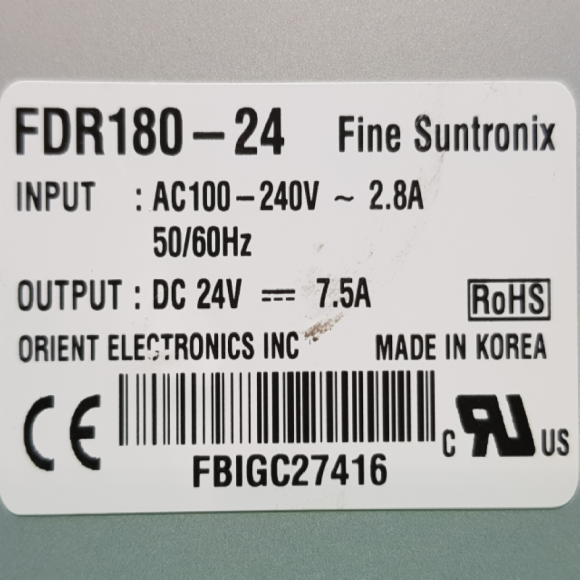 FDR180-24 Fine Suntronix
INPUT : AC100-240V ~ 2.8A
50/60Hz
OUTPUT : DC 24V ⎓ 7.5A
RoHS
ORIENT ELECTRONICS INC MADE IN KOREA
CE
C RU US
FBIGC27416